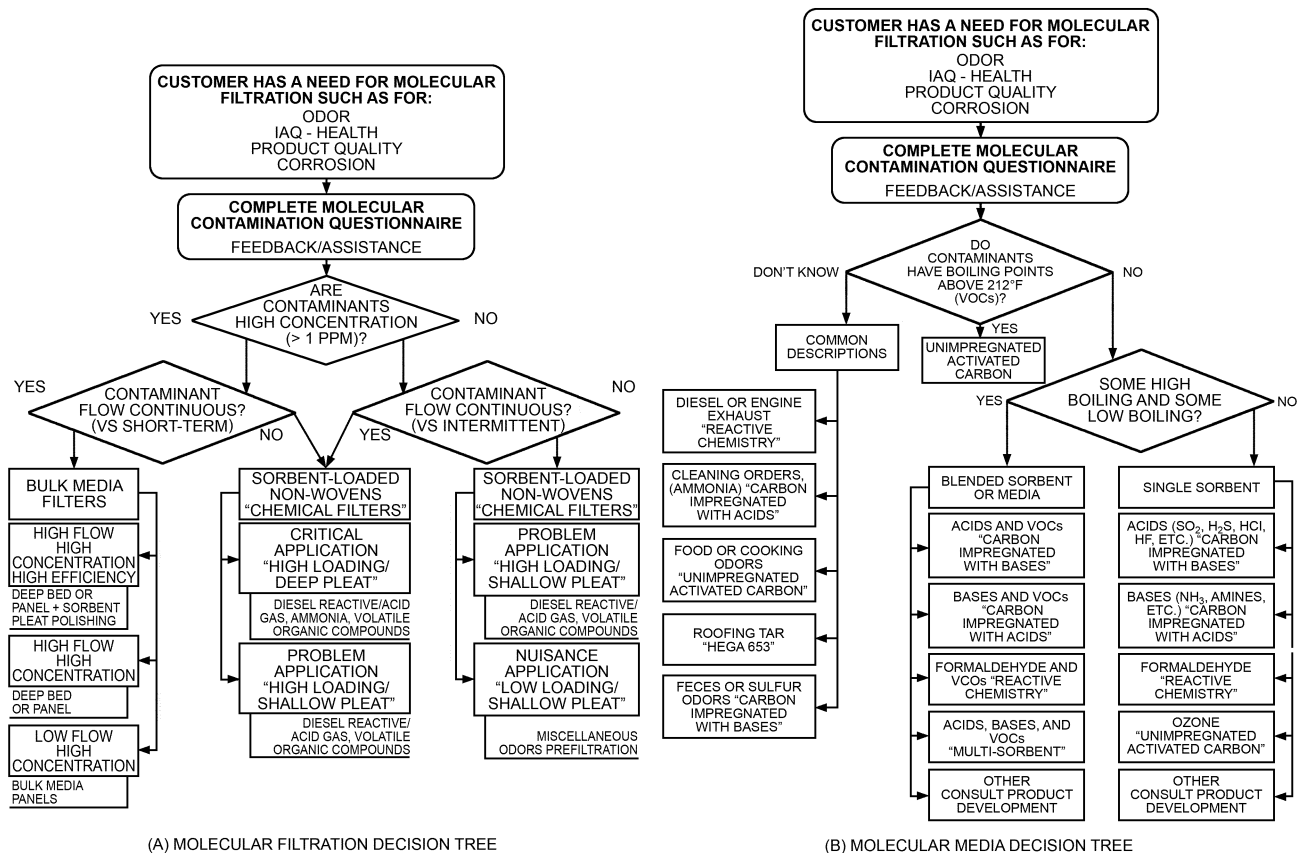 CUSTOMER HAS A NEED FOR MOLECULAR
FILTRATION SUCH AS FOR:
ODOR
IAQ - HEALTH
PRODUCT QUALITY
CORROSION
COMPLETE MOLECULAR
CONTAMINATION QUESTIONNAIRE
FEEDBACK/ASSISTANCE
ARE
CONTAMINANTS
HIGH CONCENTRATION
(> 1 PPM)?
YES
NO
YES
CONTAMINANT
FLOW CONTINUOUS?
(VS SHORT-TERM)
NO
YES
CONTAMINANT
FLOW CONTINUOUS?
(VS INTERMITTENT)
NO
BULK MEDIA
FILTERS
HIGH FLOW
HIGH
CONCENTRATION
HIGH EFFICIENCY
DEEP BED OR
PANEL + SORBENT
PLEAT POLISHING
HIGH FLOW
HIGH
CONCENTRATION
DEEP BED
OR PANEL
LOW FLOW
HIGH
CONCENTRATION
BULK MEDIA
PANELS
SORBENT-LOADED
NON-WOVENS
“CHEMICAL FILTERS”
CRITICAL
APPLICATION
“HIGH LOADING/
DEEP PLEAT”
DIESEL REACTIVE/ACID
GAS, AMMONIA, VOLATILE
ORGANIC COMPOUNDS
PROBLEM
APPLICATION
“HIGH LOADING/
SHALLOW PLEAT”
DIESEL REACTIVE/
ACID GAS, VOLATILE
ORGANIC COMPOUNDS
SORBENT-LOADED
NON-WOVENS
“CHEMICAL FILTERS”
PROBLEM
APPLICATION
“HIGH LOADING/
SHALLOW PLEAT”
DIESEL REACTIVE/
ACID GAS, VOLATILE
ORGANIC COMPOUNDS
NUISANCE
APPLICATION
“LOW LOADING/
SHALLOW PLEAT”
MISCELLANEOUS
ODORS PREFILTRATION
(A) MOLECULAR FILTRATION DECISION TREE
CUSTOMER HAS A NEED FOR MOLECULAR
FILTRATION SUCH AS FOR:
ODOR
IAQ - HEALTH
PRODUCT QUALITY
CORROSION
COMPLETE MOLECULAR
CONTAMINATION QUESTIONNAIRE
FEEDBACK/ASSISTANCE
DO
CONTAMINANTS
HAVE BOILING POINTS
ABOVE 212°F
(VOCs)?
DON’T KNOW
NO
YES
COMMON
DESCRIPTIONS
UNIMPREGNATED
ACTIVATED
CARBON
SOME HIGH
BOILING AND SOME
LOW BOILING?
YES
NO
DIESEL OR ENGINE
EXHAUST
“REACTIVE
CHEMISTRY”
CLEANING ORDERS,
(AMMONIA) “CARBON
IMPREGNATED
WITH ACIDS”
FOOD OR COOKING
ODORS
“UNIMPREGNATED
ACTIVATED CARBON”
ROOFING TAR
“HEGA 653”
FECES OR SULFUR
ODORS “CARBON
IMPREGNATED
WITH BASES”
BLENDED SORBENT
OR MEDIA
ACIDS AND VOCs
“CARBON
IMPREGNATED
WITH BASES”
BASES AND VOCs
“CARBON
IMPREGNATED
WITH ACIDS”
FORMALDEHYDE AND
VCOs “REACTIVE
CHEMISTRY”
ACIDS, BASES, AND
VOCs
“MULTI-SORBENT”
OTHER
CONSULT PRODUCT
DEVELOPMENT
SINGLE SORBENT
ACIDS (SO₂, H₂S, HCl,
HF, ETC.) “CARBON
IMPREGNATED
WITH BASES”
BASES (NH₃, AMINES,
ETC.) “CARBON
IMPREGNATED
WITH ACIDS”
FORMALDEHYDE
“REACTIVE
CHEMISTRY”
OZONE
“UNIMPREGNATED
ACTIVATED CARBON”
OTHER
CONSULT PRODUCT
DEVELOPMENT
(B) MOLECULAR MEDIA DECISION TREE